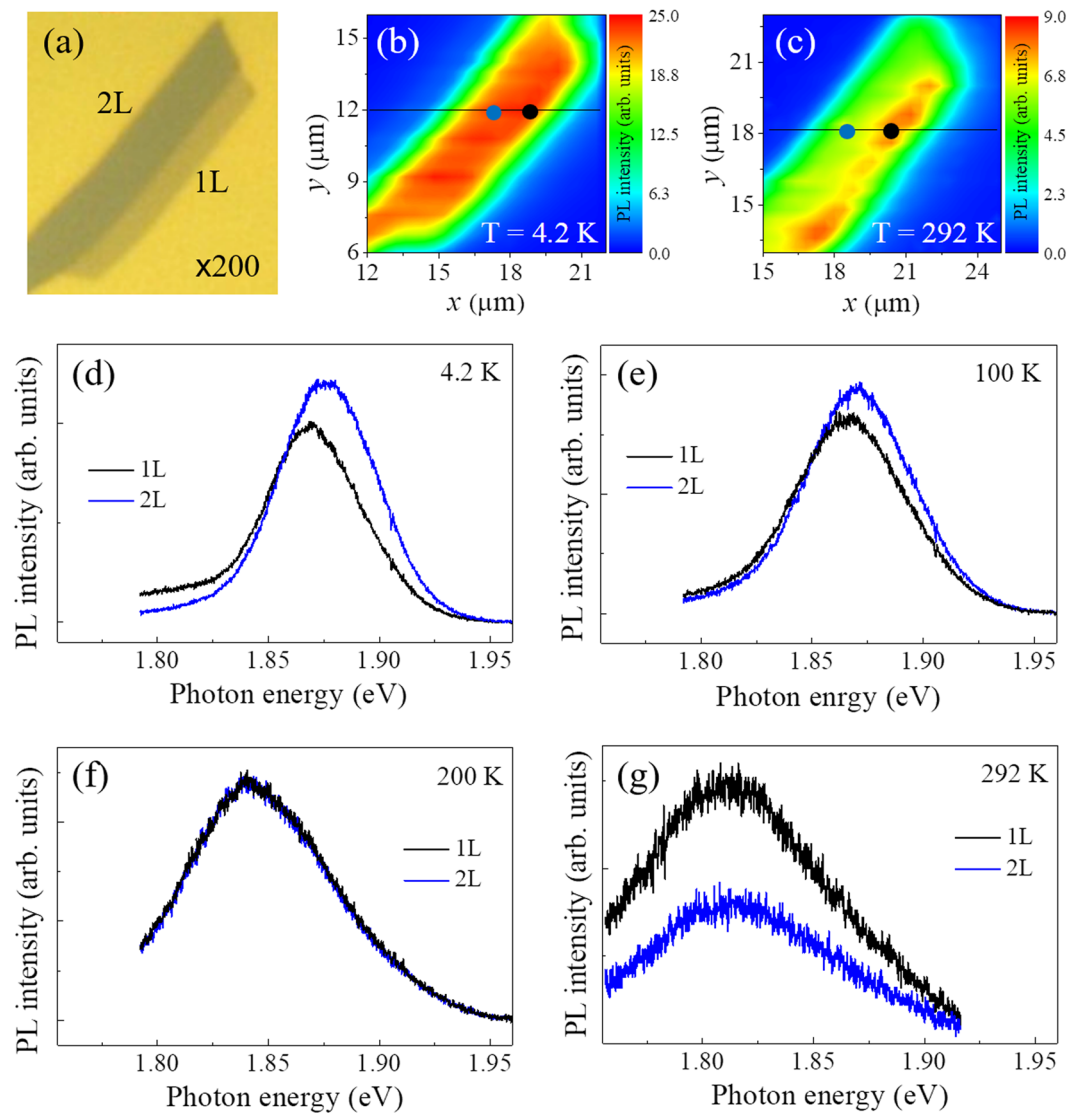 (a)
2L
1L
x200
(b)
T = 4.2 K
y (μm)
15
12
9
6
12
15
18
21
x (μm)
PL intensity (arb. units)
25.0
18.8
12.5
6.3
0.0
(c)
T = 292 K
y (μm)
21
18
15
15
18
21
24
x (μm)
PL intensity (arb. units)
9.0
6.8
4.5
2.3
0.0
(d)
4.2 K
1L
2L
PL intensity (arb. units)
1.80 1.85 1.90 1.95
Photon energy (eV)
(e)
100 K
1L
2L
PL intensity (arb. units)
1.80 1.85 1.90 1.95
Photon enrgy (eV)
(f)
200 K
1L
2L
PL intensity (arb. units)
1.80 1.85 1.90 1.95
Photon energy (eV)
(g)
292 K
1L
2L
PL intensity (arb. units)
1.80 1.85 1.90 1.95
Photon energy (eV)